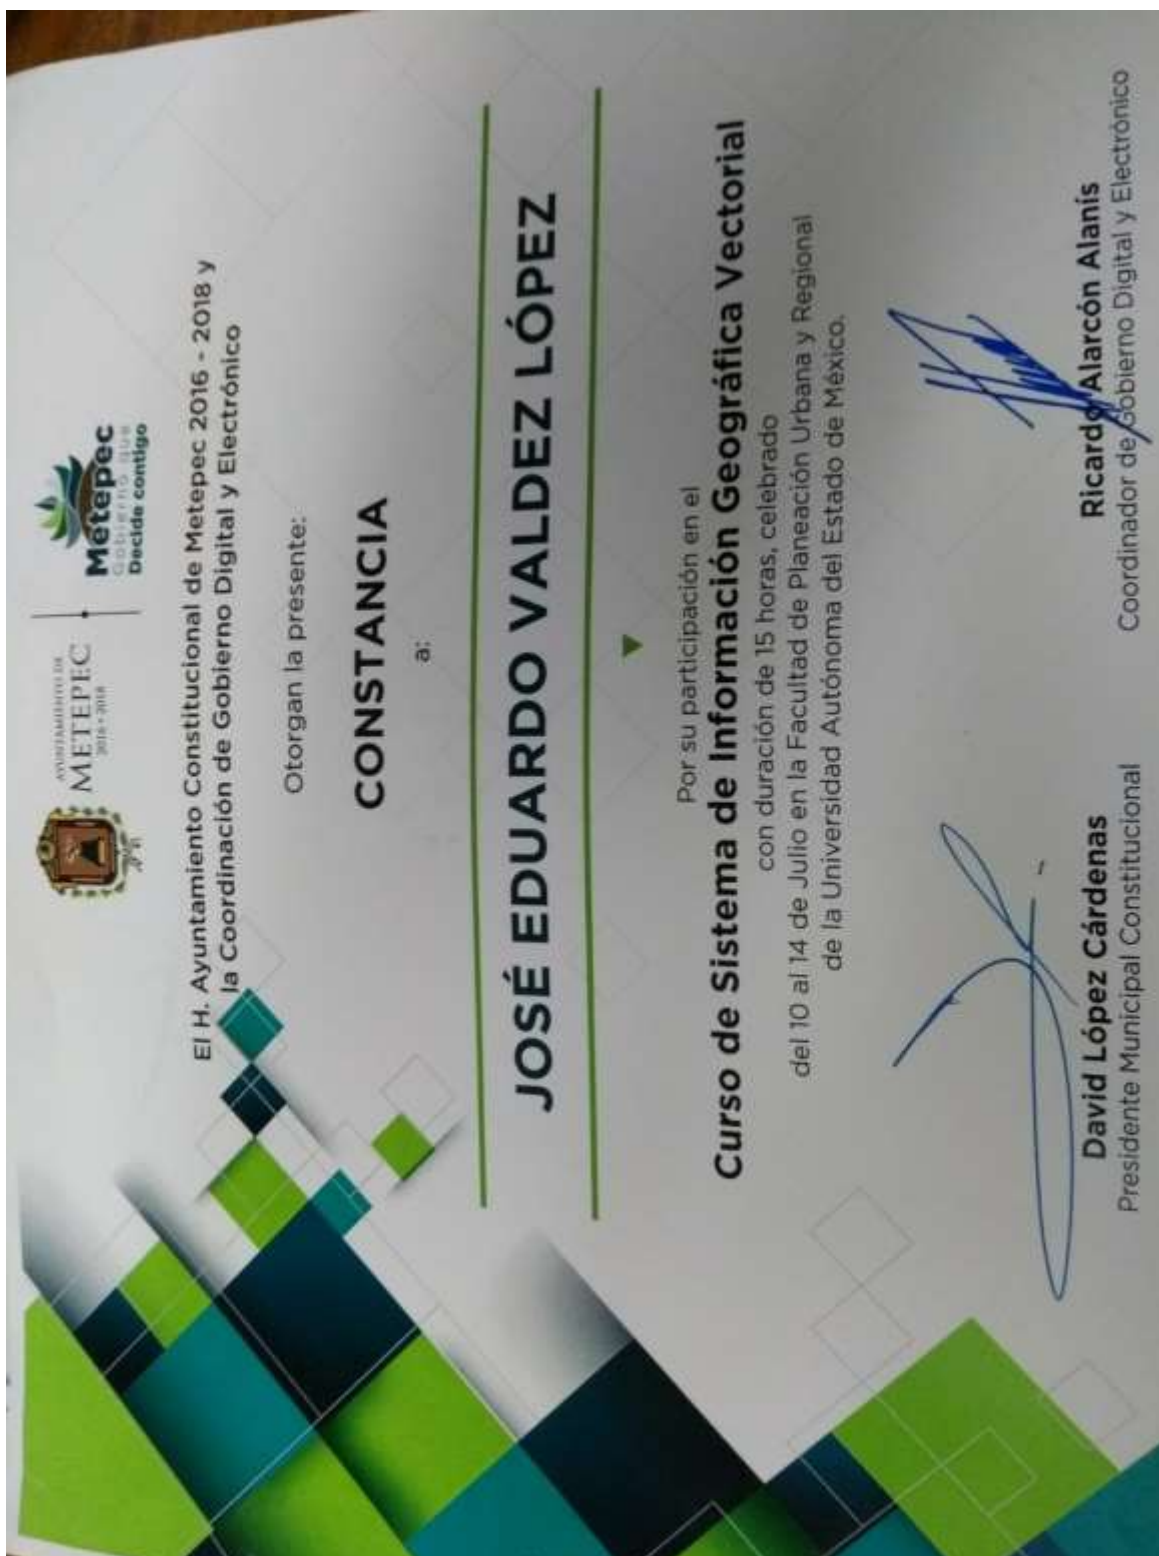 AYUNTAMIENTO DE
METEPEC
2016 • 2018
Metepec
Gobierno que
Decide contigo
El H. Ayuntamiento Constitucional de Metepec 2016 - 2018 y
la Coordinación de Gobierno Digital y Electrónico
Otorgan la presente:
CONSTANCIA
a:
JOSÉ EDUARDO VALDEZ LÓPEZ
Por su participación en el
Curso de Sistema de Información Geográfica Vectorial
con duración de 15 horas, celebrado
del 10 al 14 de Julio en la Facultad de Planeación Urbana y Regional
de la Universidad Autónoma del Estado de México.
David López Cárdenas
Presidente Municipal Constitucional
Ricardo Alarcón Alanís
Coordinador de Gobierno Digital y Electrónico